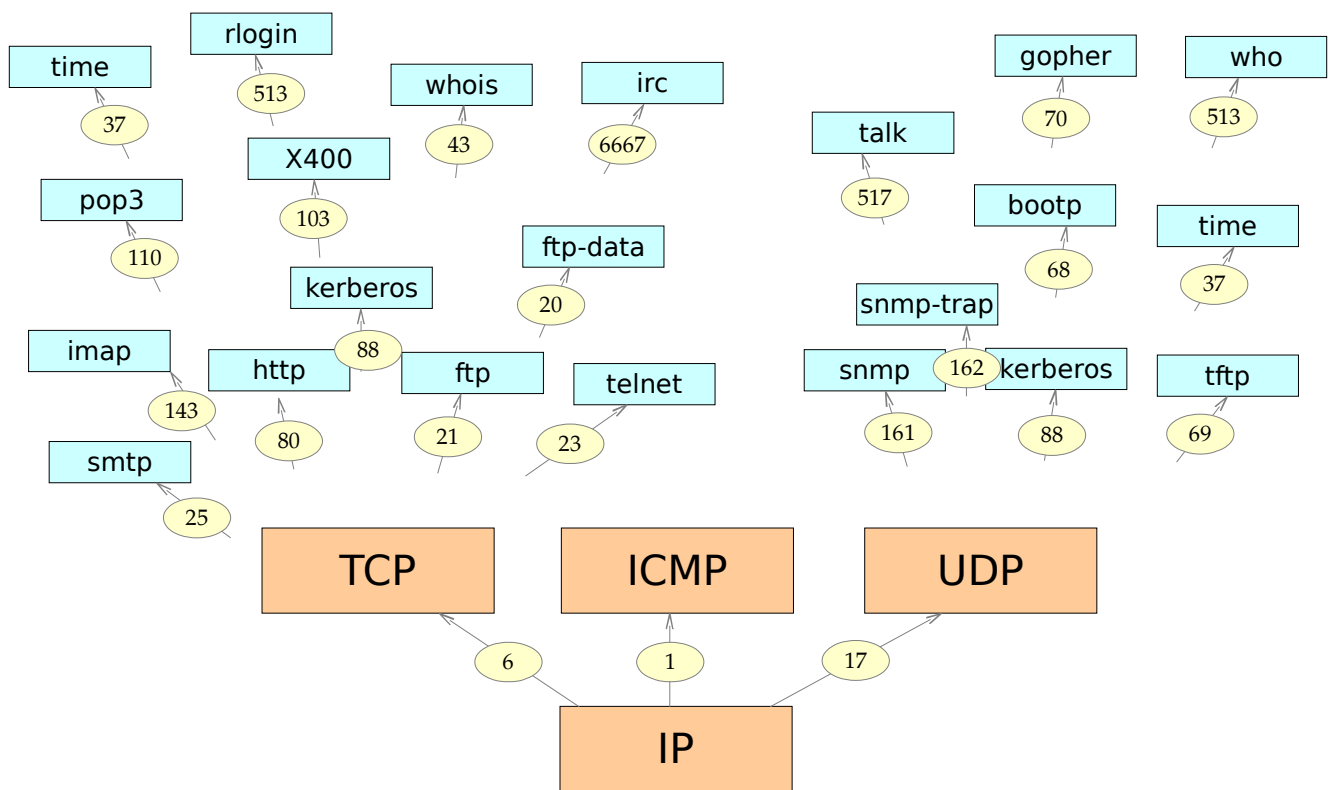 rlogin
gopher
who
time
whois
irc
513
70
513
37
43
6667
talk
X400
pop3
517
bootp
103
110
ftp-data
time
kerberos
20
68
37
snmp-trap
imap
88
http
ftp
telnet
snmp
162
kerberos
tftp
143
80
21
23
161
88
69
smtp
25
TCP
ICMP
UDP
6
1
17
IP